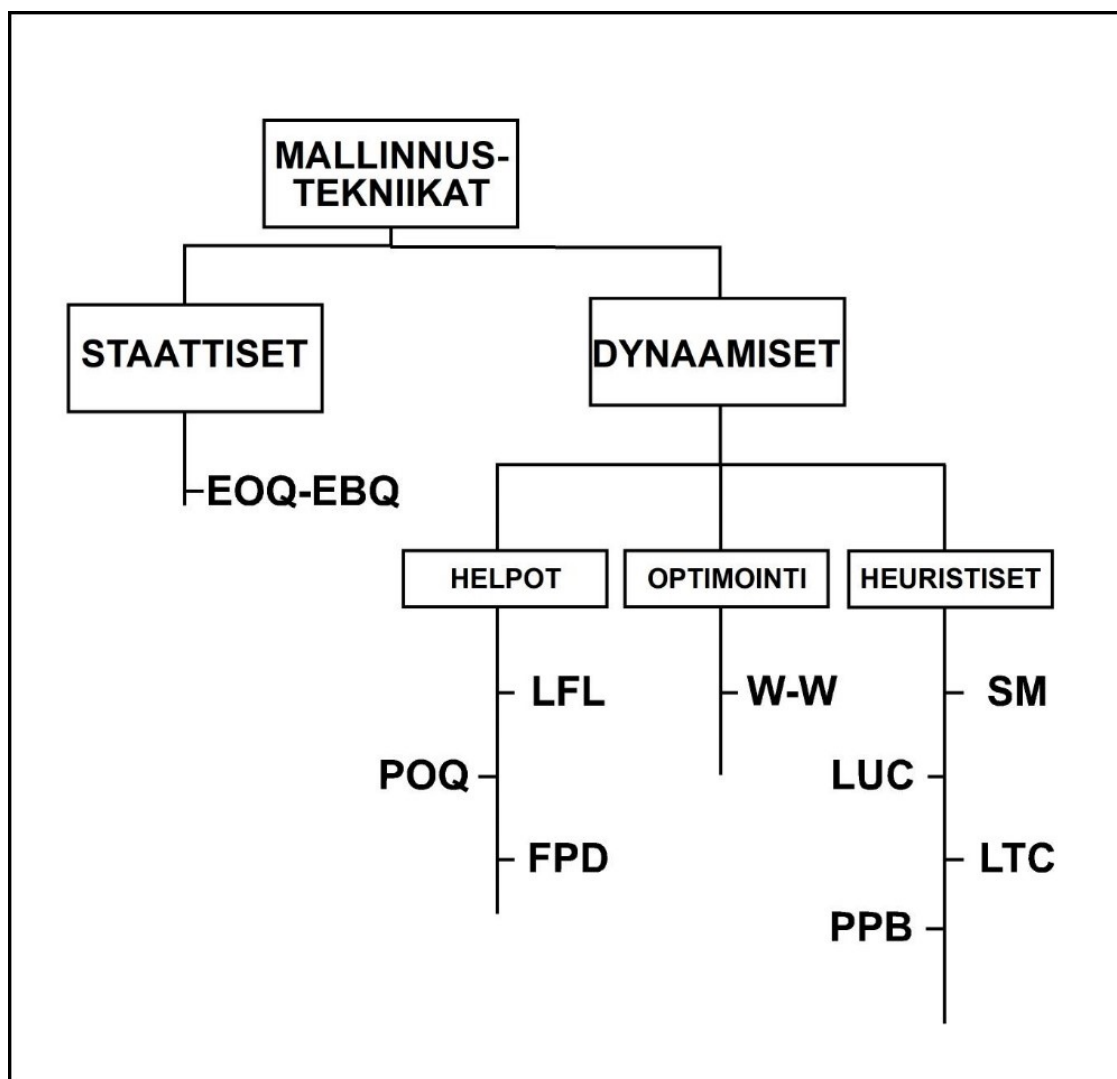 MALLINNUS-
TEKNIIKAT
STAATTISET
DYNAAMISET
EOQ-EBQ
HELPOT
OPTIMOINTI
HEURISTISET
LFL
W-W
SM
POQ
LUC
FPD
LTC
PPB